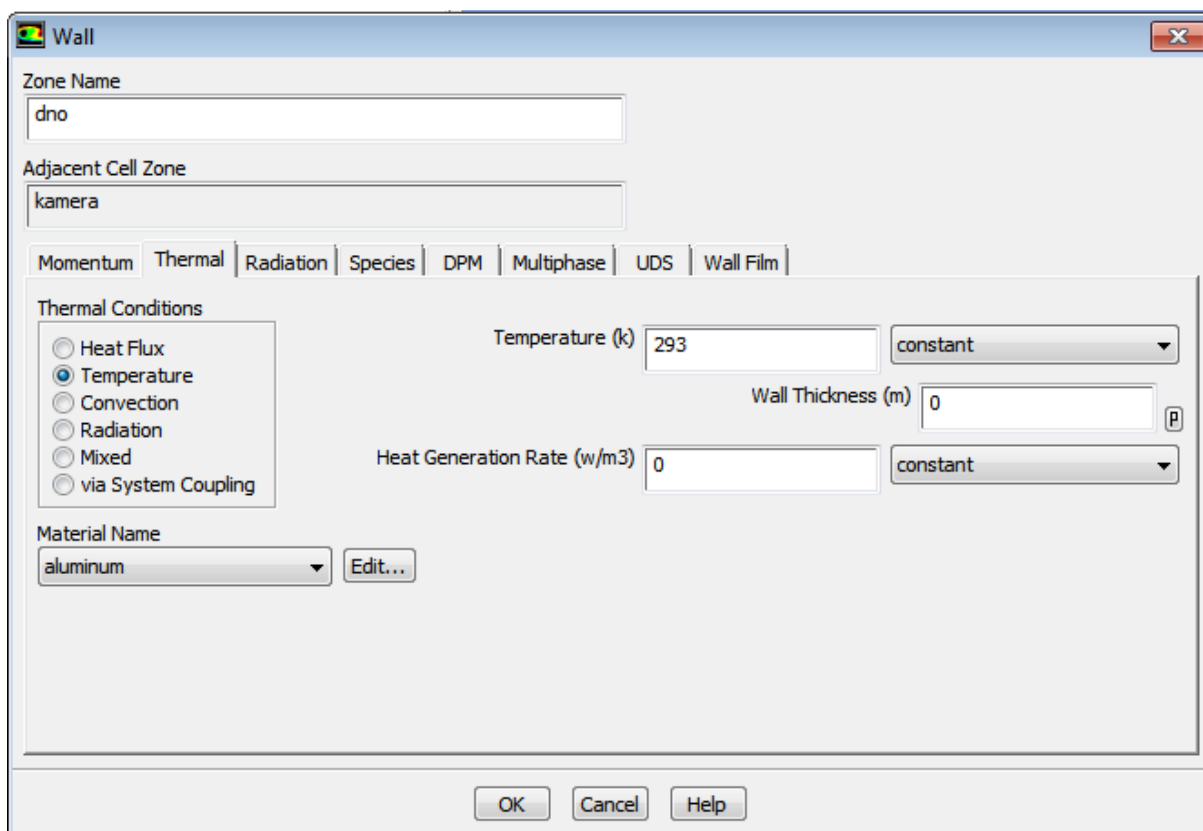 Wall
Zone Name
dno
Adjacent Cell Zone
kamera
Momentum Thermal Radiation Species DPM Multiphase UDS Wall Film
Thermal Conditions
Heat Flux
Temperature
Convection
Radiation
Mixed
via System Coupling
Temperature (k) 293 constant
Wall Thickness (m) 0 P
Heat Generation Rate (w/m3) 0 constant
Material Name
aluminum Edit...
OK Cancel Help